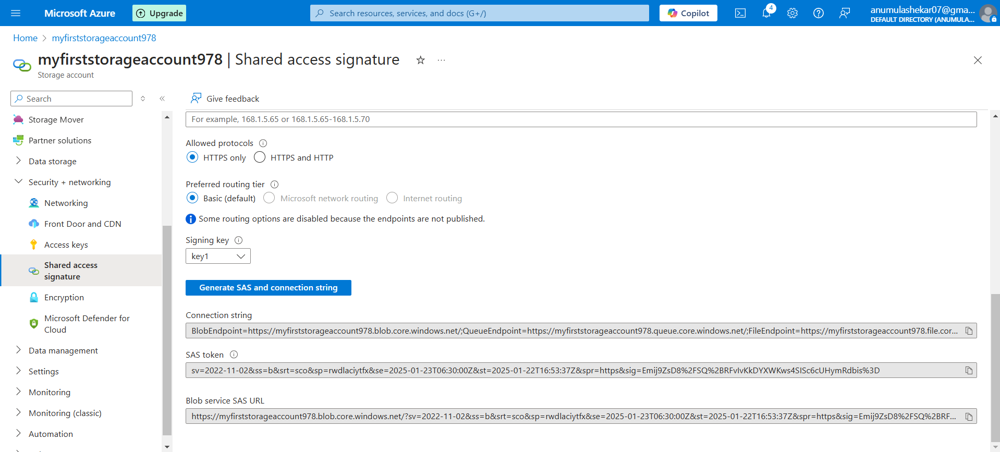 Microsoft Azure
Upgrade
Search resources, services, and docs (G+/)
Copilot
4
anumulashekar07@gma...
DEFAULT DIRECTORY (ANUMULA...
Home > myfirststorageaccount978
myfirststorageaccount978 | Shared access signature
Storage account
Search
Give feedback
Storage Mover
Partner solutions
Data storage
Security + networking
Networking
Front Door and CDN
Access keys
Shared access
signature
Encryption
Microsoft Defender for
Cloud
Data management
Settings
Monitoring
Monitoring (classic)
Automation
For example, 168.1.5.65 or 168.1.5.65-168.1.5.70
Allowed protocols
HTTPS only HTTPS and HTTP
Preferred routing tier
Basic (default) Microsoft network routing Internet routing
Some routing options are disabled because the endpoints are not published.
Signing key
key1
Generate SAS and connection string
Connection string
BlobEndpoint=https://myfirststorageaccount978.blob.core.windows.net/;QueueEndpoint=https://myfirststorageaccount978.queue.core.windows.net/;FileEndpoint=https://myfirststorageaccount978.file.cor...
SAS token
sv=2022-11-02&ss=b&srt=sco&sp=rwdlaciytfx&se=2025-01-23T06:30:00Z&st=2025-01-22T16:53:37Z&spr=https&sig=Emij9ZsD8%2FSQ%2BRFvIvKkDYXWKws4SISc6cUHymRdbis%3D
Blob service SAS URL
https://myfirststorageaccount978.blob.core.windows.net/?sv=2022-11-02&ss=b&srt=sco&sp=rwdlaciytfx&se=2025-01-23T06:30:00Z&st=2025-01-22T16:53:37Z&spr=https&sig=Emij9ZsD8%2FSQ%2BRF...